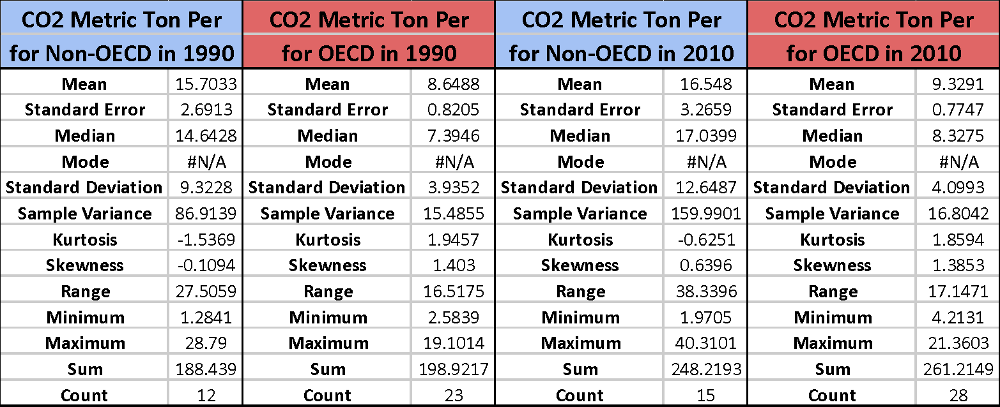 CO2 Metric Ton Per CO2 Metric Ton Per CO2 Metric Ton Per CO2 Metric Ton Per
for Non-OECD in 1990 for OECD in 1990 for Non-OECD in 2010 for OECD in 2010
Mean 15.7033 Mean 8.6488 Mean 16.548 Mean 9.3291
Standard Error 2.6913 Standard Error 0.8205 Standard Error 3.2659 Standard Error 0.7747
Median 14.6428 Median 7.3946 Median 17.0399 Median 8.3275
Mode #N/A Mode #N/A Mode #N/A Mode #N/A
Standard Deviation 9.3228 Standard Deviation 3.9352 Standard Deviation 12.6487 Standard Deviation 4.0993
Sample Variance 86.9139 Sample Variance 15.4855 Sample Variance 159.9901 Sample Variance 16.8042
Kurtosis -1.5369 Kurtosis 1.9457 Kurtosis -0.6251 Kurtosis 1.8594
Skewness -0.1094 Skewness 1.403 Skewness 0.6396 Skewness 1.3853
Range 27.5059 Range 16.5175 Range 38.3396 Range 17.1471
Minimum 1.2841 Minimum 2.5839 Minimum 1.9705 Minimum 4.2131
Maximum 28.79 Maximum 19.1014 Maximum 40.3101 Maximum 21.3603
Sum 188.439 Sum 198.9217 Sum 248.2193 Sum 261.2149
Count 12 Count 23 Count 15 Count 28